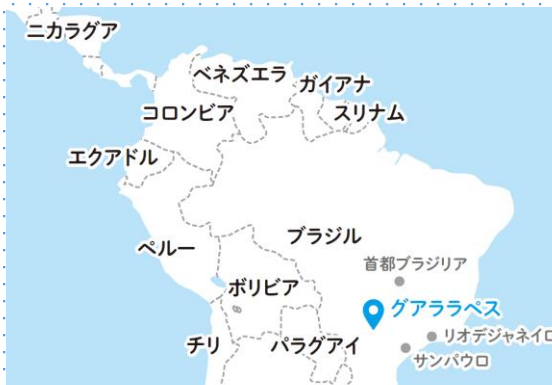 ニカラグア
ベネズエラ
ガイアナ
コロンビア
スリナム
エクアドル
ペルー
ブラジル
首都ブラジリア
ボリビア
グアララペス
チリ
パラグアイ
リオデジャネイロ
サンパウロ